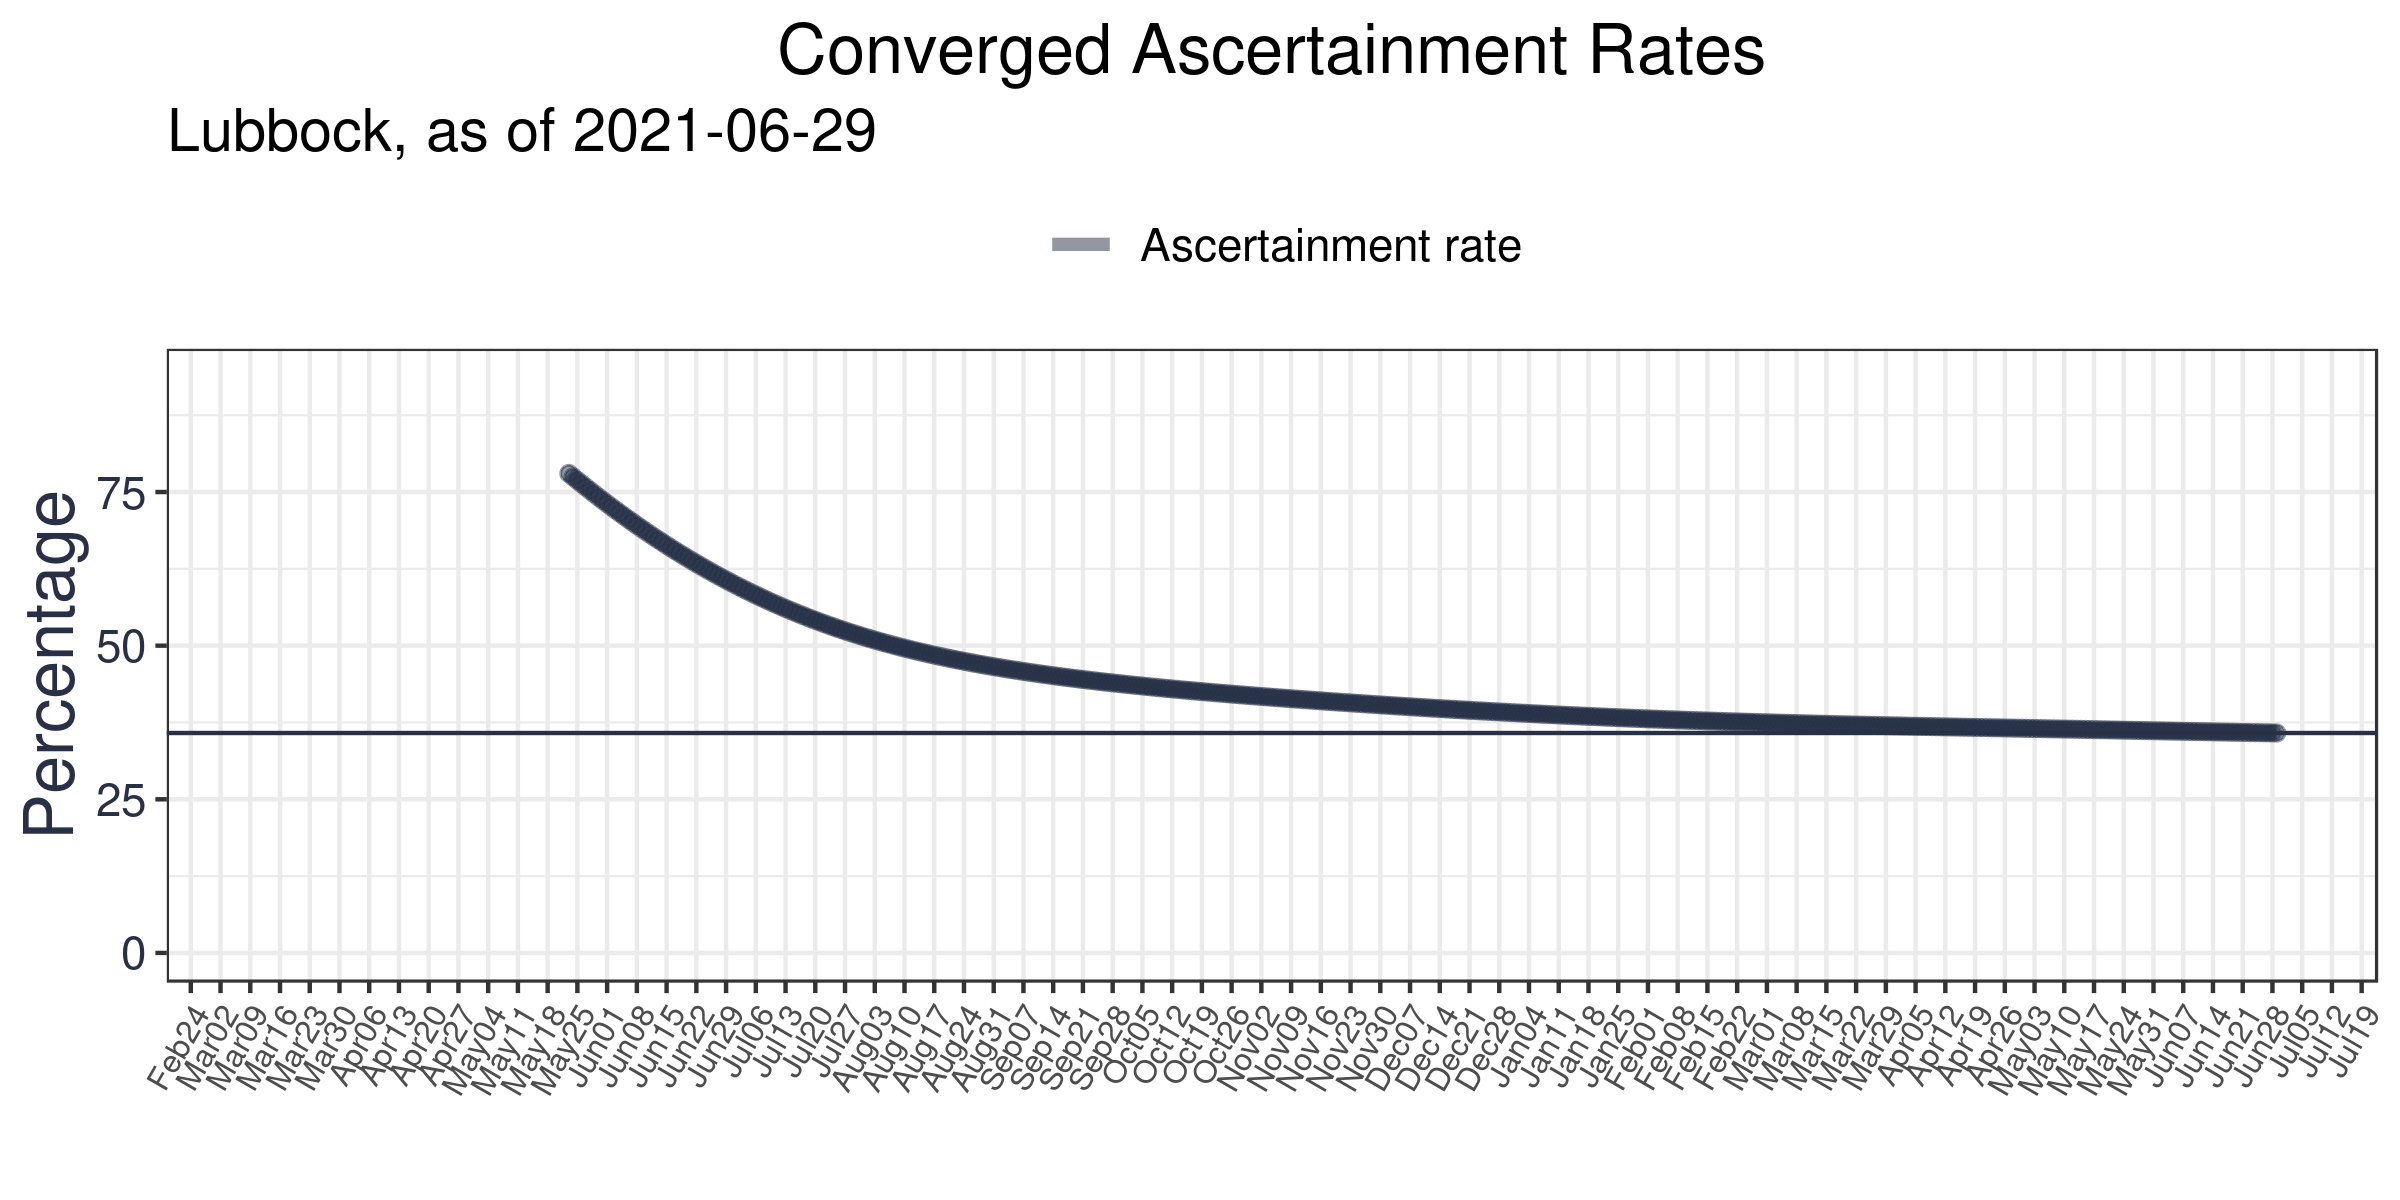 Converged Ascertainment Rates
Lubbock, as of 2021-06-29
Ascertainment rate
Percentage
75
50
25
0
Feb24
Mar02
Mar09
Mar16
Mar23
Mar30
Apr06
Apr13
Apr20
Apr27
May04
May11
May18
May25
Jun01
Jun08
Jun15
Jun22
Jun29
Jul06
Jul13
Jul20
Jul27
Aug03
Aug10
Aug17
Aug24
Aug31
Sep07
Sep14
Sep21
Sep28
Oct05
Oct12
Oct19
Oct26
Nov02
Nov09
Nov16
Nov23
Nov30
Dec07
Dec14
Dec21
Dec28
Jan04
Jan11
Jan18
Jan25
Feb01
Feb08
Feb15
Feb22
Mar01
Mar08
Mar15
Mar22
Mar29
Apr05
Apr12
Apr19
Apr26
May03
May10
May17
May24
May31
Jun07
Jun14
Jun21
Jun28
Jul05
Jul12
Jul19